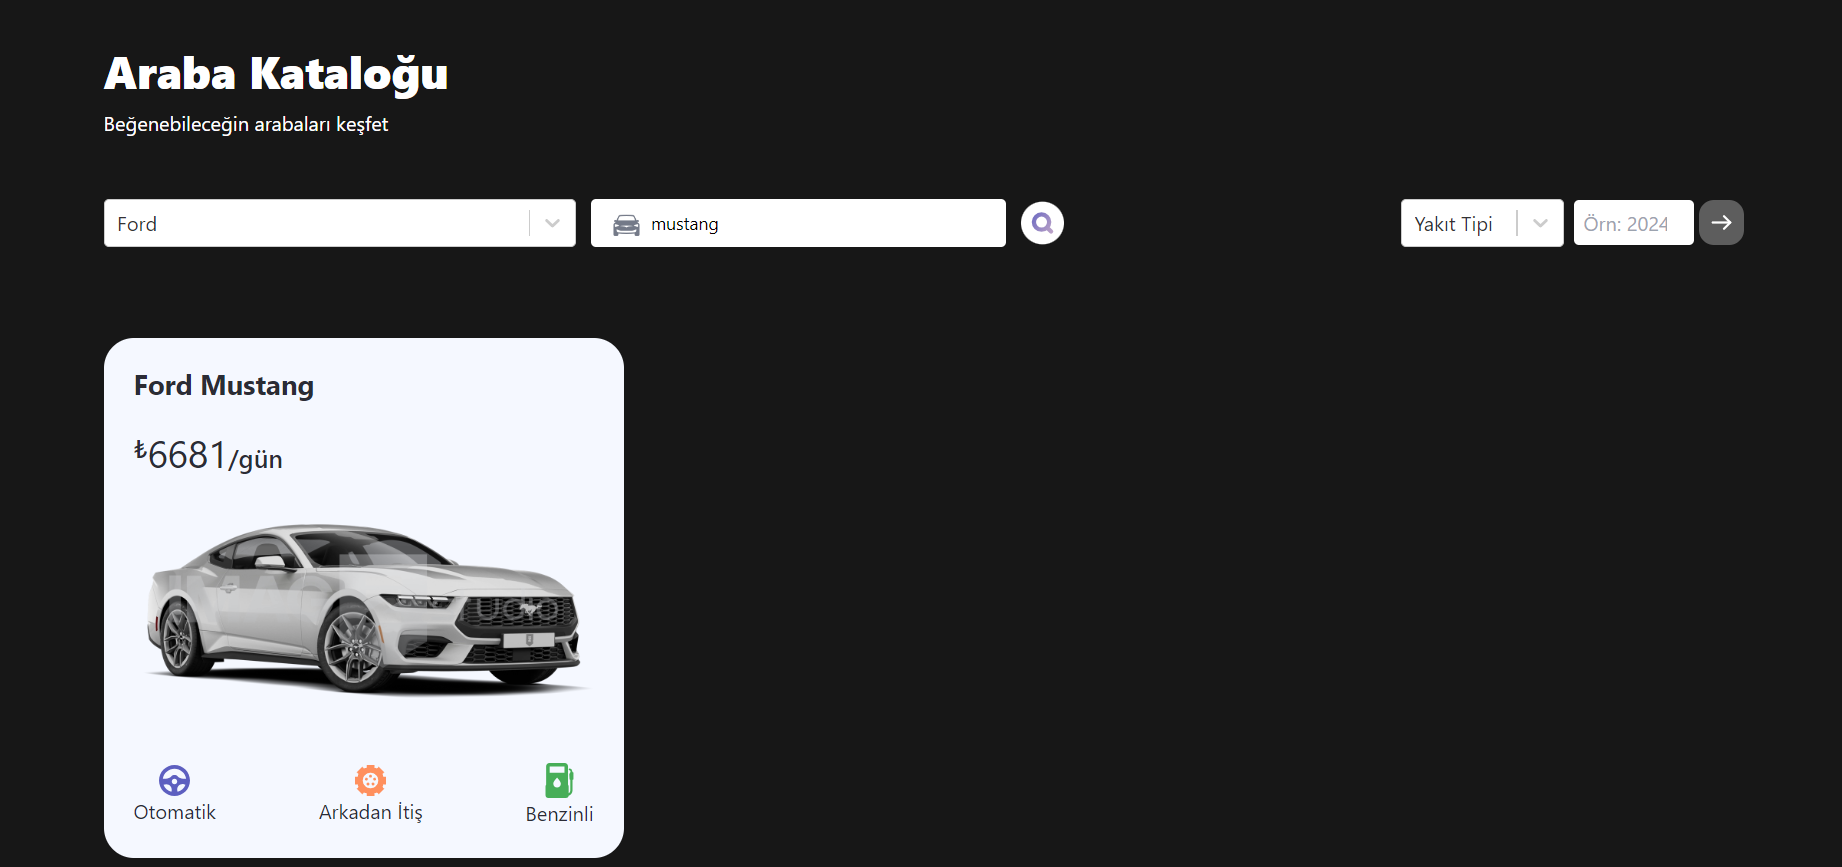 Araba Kataloğu
Beğenebileceğin arabaları keşfet
Ford
mustang
Yakıt Tipi
Örn: 2024
Ford Mustang
₺6681/gün
Otomatik
Arkadan İtiş
Benzinli